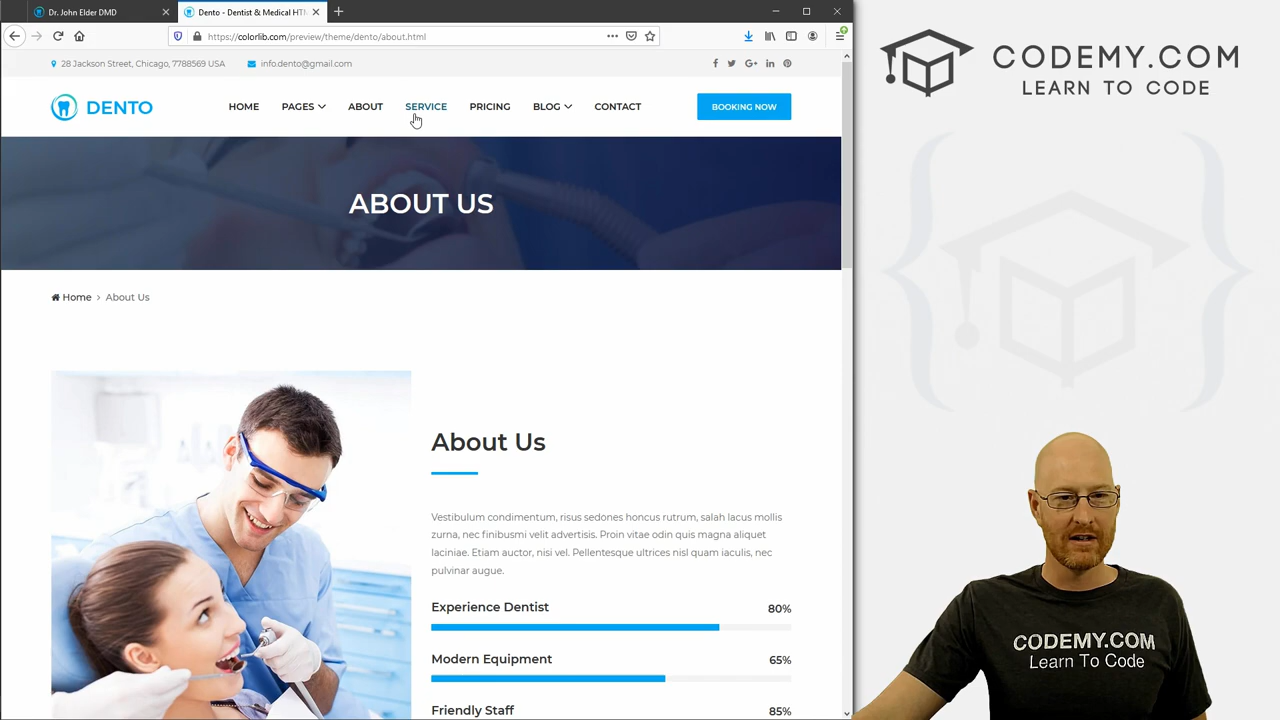 Dr. John Elder DMD
Dento - Dentist & Medical HT
https://colorlib.com/preview/theme/dento/about.html
28 Jackson Street, Chicago, 7788569 USA
info.dento@gmail.com
DENTO
HOME
PAGES
ABOUT
SERVICE
PRICING
BLOG
CONTACT
BOOKING NOW
ABOUT US
Home > About Us
About Us
Vestibulum condimentum, risus sedones honcus rutrum, salah lacus mollis
zurna, nec finibusmi velit advertisis. Proin vitae odin quis magna aliquet
laciniae. Etiam auctor, nisi vel. Pellentesque ultrices nisl quam iaculis, nec
pulvinar augue.
Experience Dentist 80%
Modern Equipment 65%
Friendly Staff 85%
CODEMY.COM
LEARN TO CODE
CODEMY.COM
Learn To Code